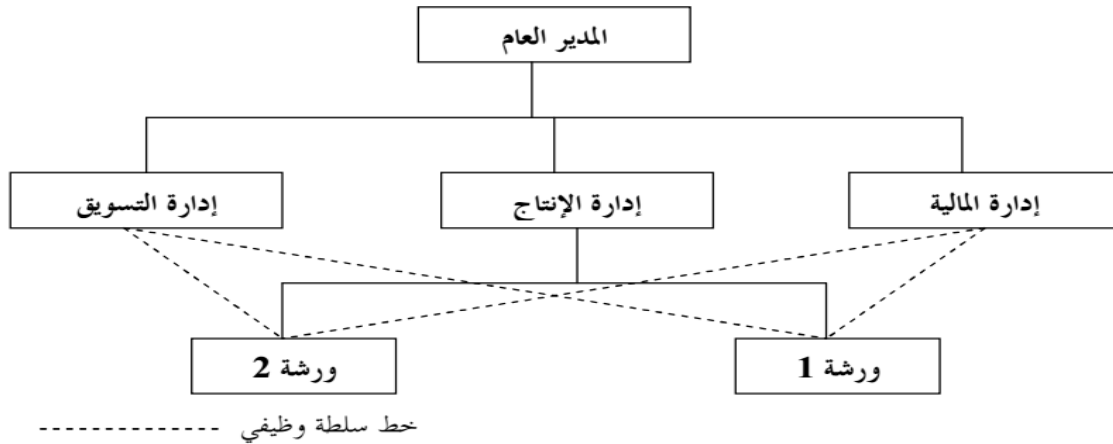 المدير العام
إدارة المالية
إدارة الإنتاج
إدارة التسويق
ورشة 1
ورشة 2
خط سلطة وظيفي